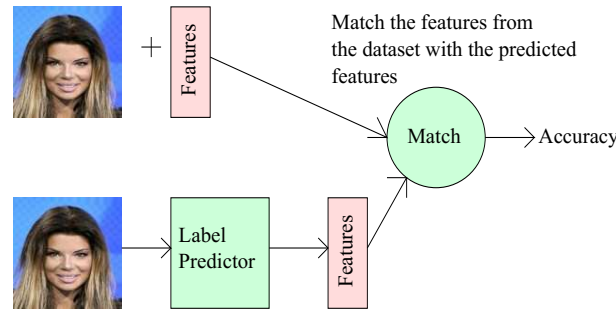 Match the features from
the dataset with the predicted
features
+
Features
Match
Accuracy
Label
Predictor
Features